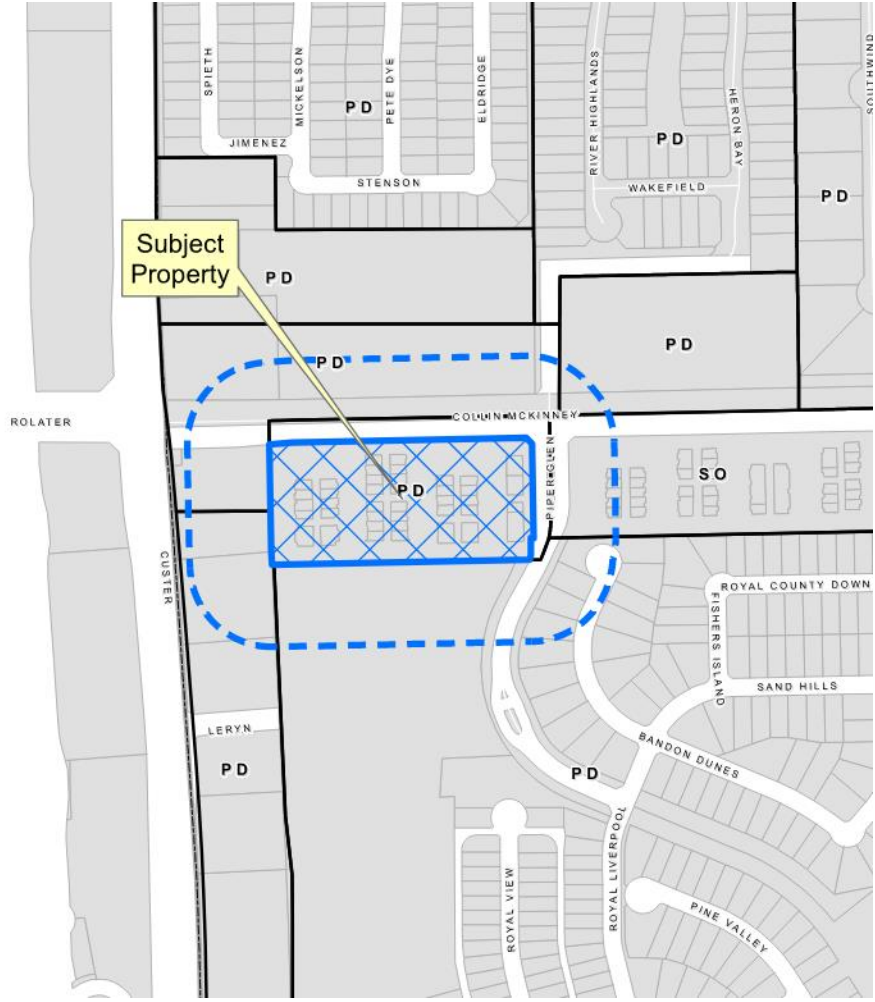 SPIETH
MICKELSON
PETE DYE
ELDRIDGE
RIVER HIGHLANDS
HERON BAY
SOUTHWIND
PD
PD
JIMENEZ
STENSON
WAKEFIELD
PD
Subject
Property
PD
PD
PD
ROLATER
COLLIN MCKINNEY
PIPER GLEN
PD
SO
CUSTER
ROYAL COUNTY DOWN
FISHERS ISLAND
SAND HILLS
LERYN
BANDON DUNES
PD
PD
ROYAL LIVERPOOL
ROYAL VIEW
PINE VALLEY